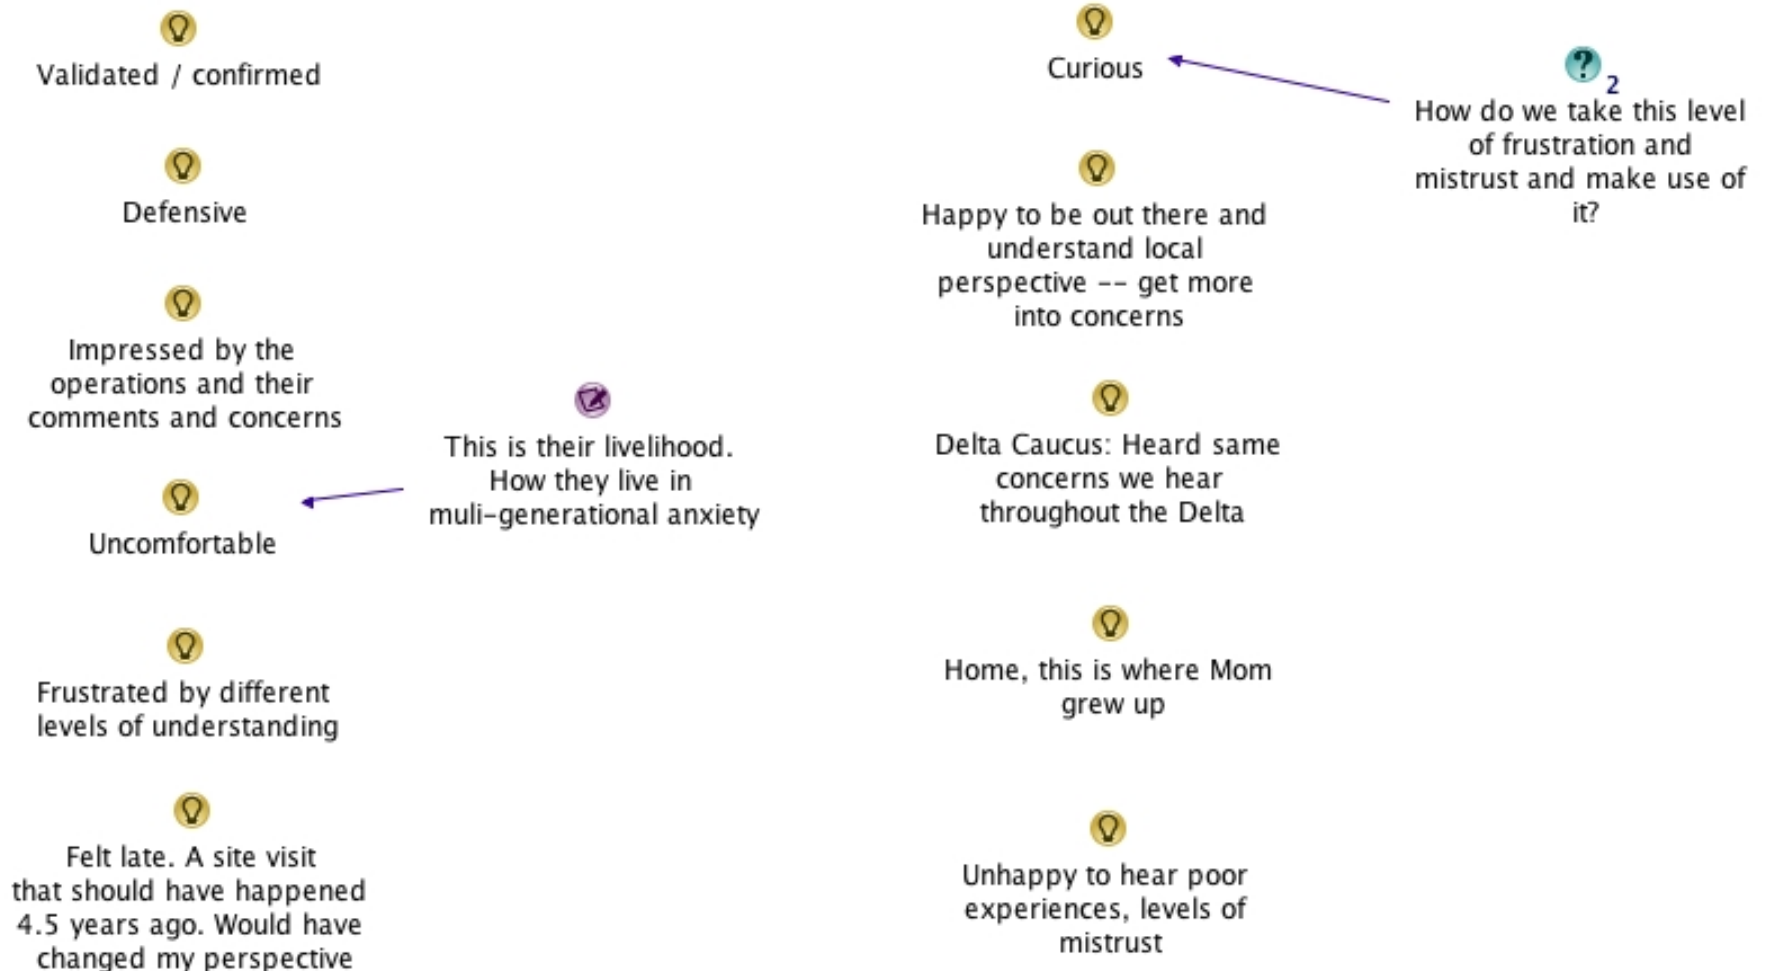 Validated / confirmed
Defensive
Impressed by the
operations and their
comments and concerns
Uncomfortable
This is their livelihood.
How they live in
muli-generational anxiety
Frustrated by different
levels of understanding
Felt late. A site visit
that should have happened
4.5 years ago. Would have
changed my perspective
Curious
?
2
How do we take this level
of frustration and
mistrust and make use of
it?
Happy to be out there and
understand local
perspective -- get more
into concerns
Delta Caucus: Heard same
concerns we hear
throughout the Delta
Home, this is where Mom
grew up
Unhappy to hear poor
experiences, levels of
mistrust